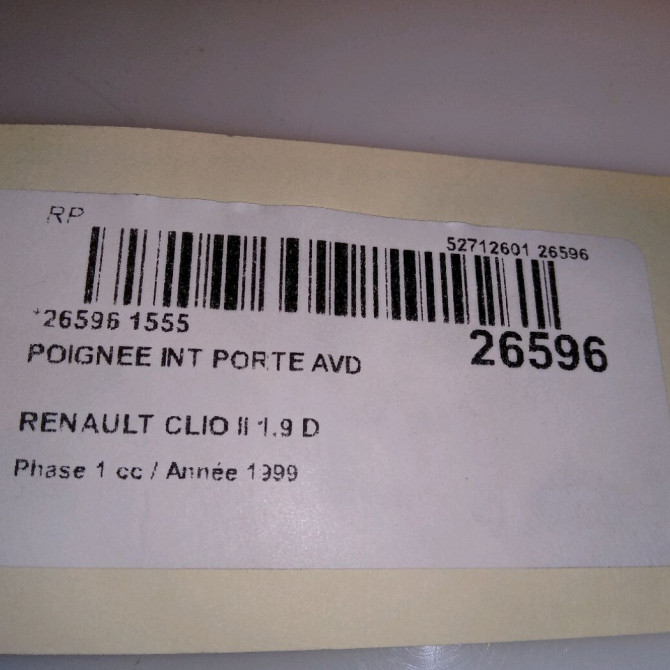 RP
52712601 26596
*26596 1555
26596
POIGNEE INT PORTE AVD
RENAULT CLIO II 1.9 D
Phase 1 cc / Année 1999